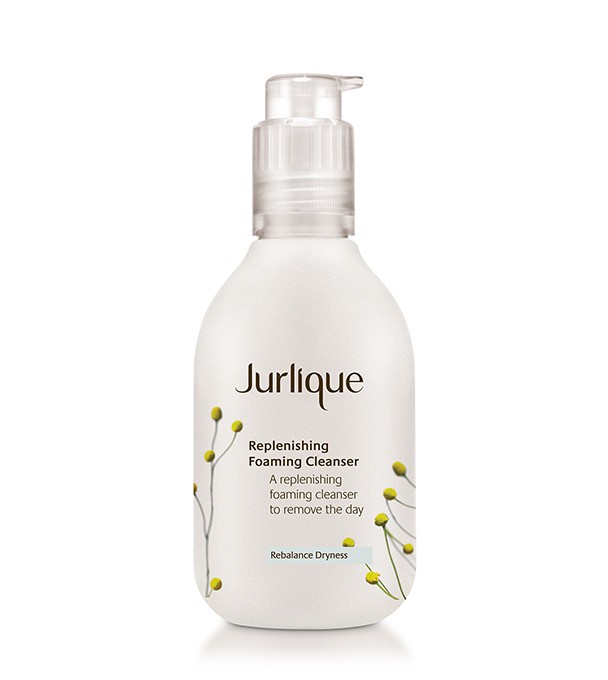 Jurlique
Replenishing
Foaming Cleanser
A replenishing
foaming cleanser
to remove the day
Rebalance Dryness